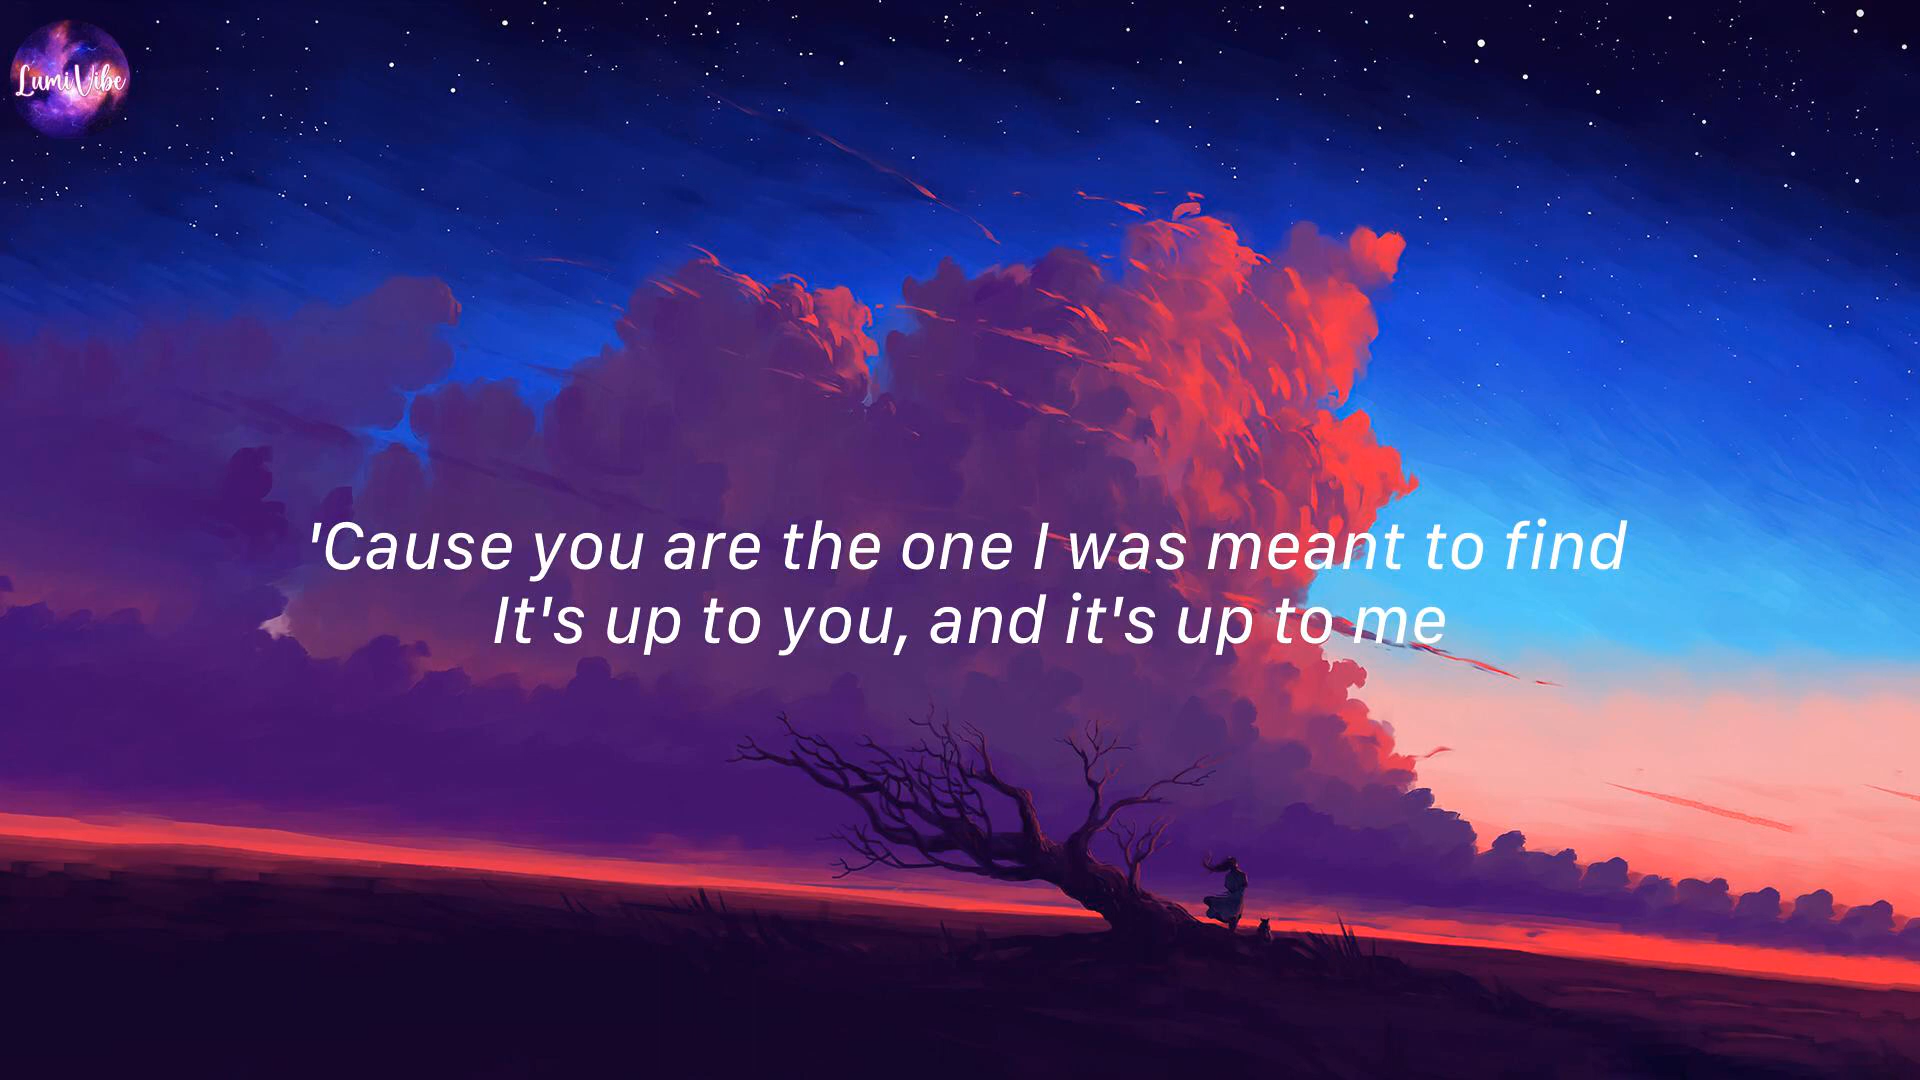 LumiVibe
'Cause you are the one I was meant to find
It's up to you, and it's up to me